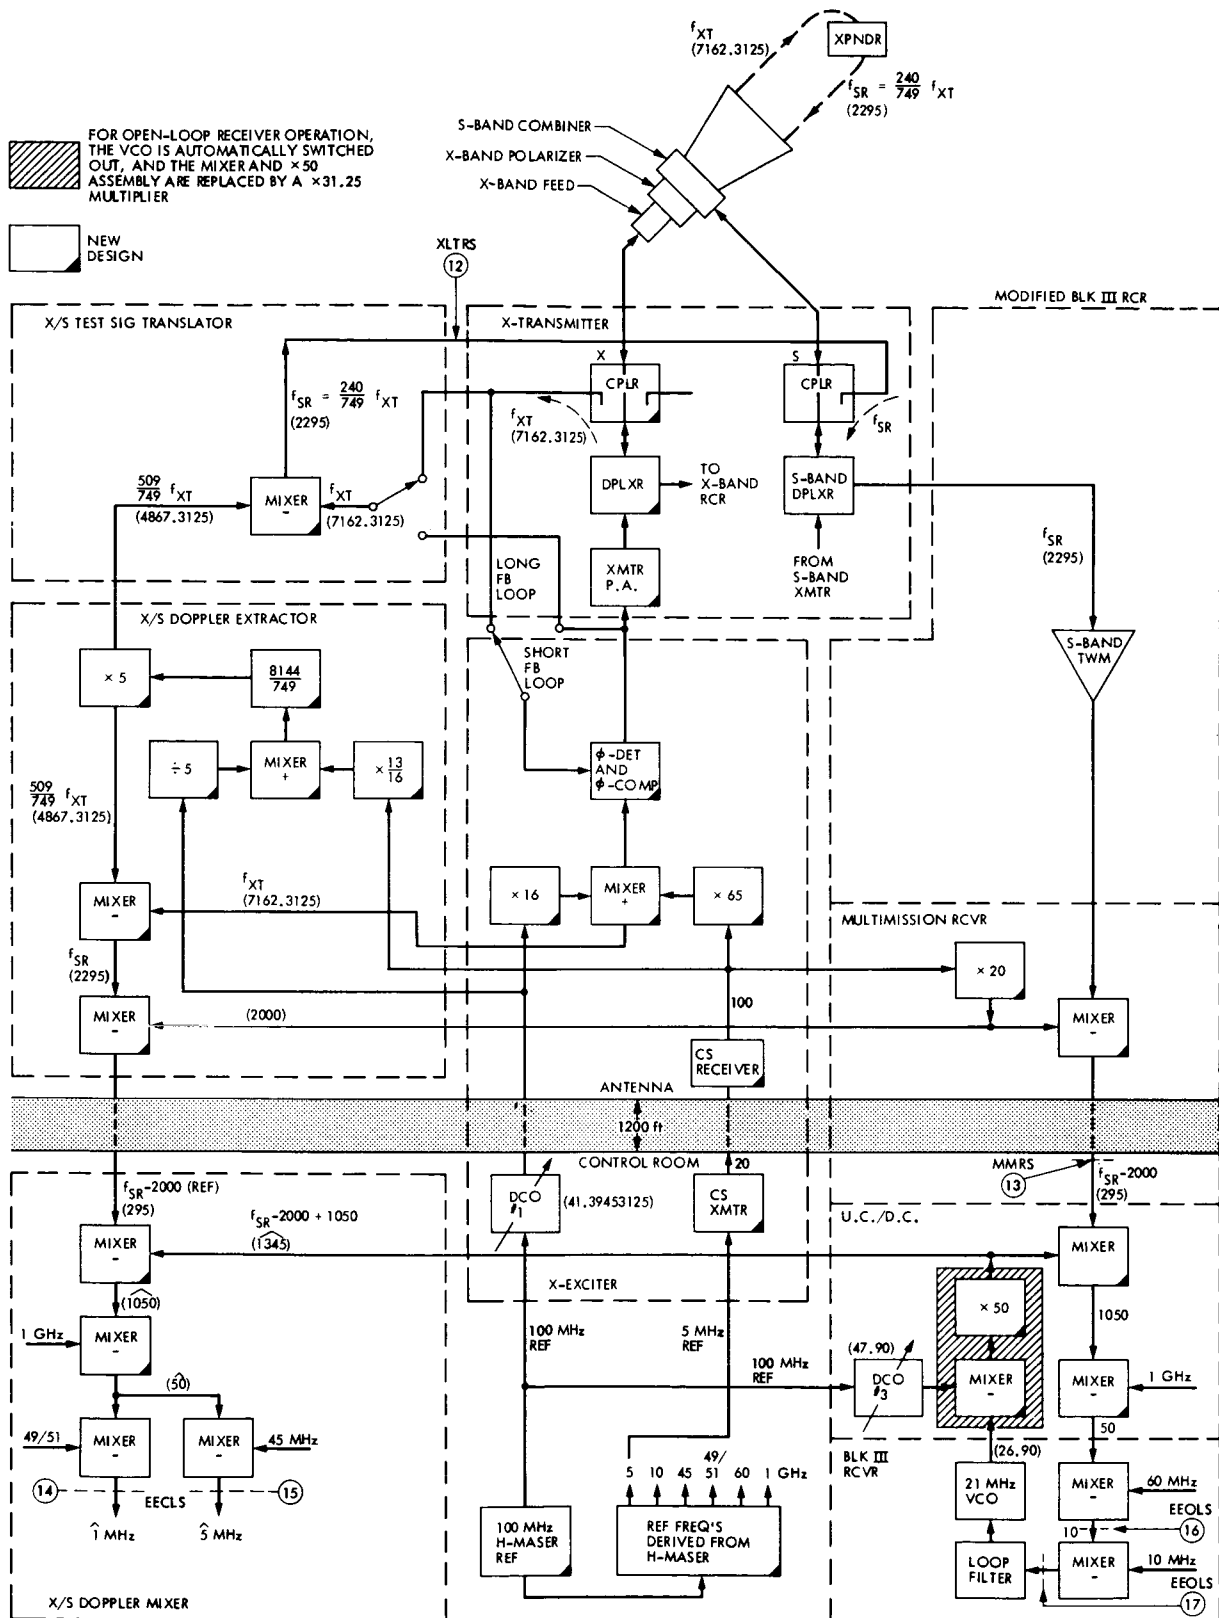 f_XT
(7162.3125)
XPNDR
f_SR = 240/749 f_XT
(2295)
FOR OPEN-LOOP RECEIVER OPERATION,
THE VCO IS AUTOMATICALLY SWITCHED
OUT, AND THE MIXER AND ×50
ASSEMBLY ARE REPLACED BY A ×31.25
MULTIPLIER
S-BAND COMBINER
X-BAND POLARIZER
X-BAND FEED
NEW
DESIGN
XLTRS
12
MODIFIED BLK III RCR
X/S TEST SIG TRANSLATOR
X-TRANSMITTER
X
CPLR
S
CPLR
f_SR = 240/749 f_XT
(2295)
f_XT
(7162.3125)
f_SR
509/749 f_XT
(4867.3125)
MIXER
-
f_XT
(7162.3125)
DPLXR
TO
X-BAND
RCR
S-BAND
DPLXR
f_SR
(2295)
LONG
FB
LOOP
XMTR
P.A.
FROM
S-BAND
XMTR
X/S DOPPLER EXTRACTOR
SHORT
FB
LOOP
S-BAND
TWM
× 5
8144/749
÷ 5
MIXER
+
× 13/16
ϕ-DET
AND
ϕ-COMP
509/749 f_XT
(4867.3125)
MIXER
-
f_XT
(7162.3125)
× 16
MIXER
+
× 65
MULTIMISSION RCVR
f_SR
(2295)
× 20
MIXER
-
(2000)
100
MIXER
-
CS
RECEIVER
ANTENNA
1200 ft
CONTROL ROOM
20
MMRS
13
f_SR-2000 (REF)
(295)
DCO
#1
(41.39453125)
CS
XMTR
f_SR-2000
(295)
U.C./D.C.
f_SR-2000 + 1050
(1345)
MIXER
-
MIXER
-
X-EXCITER
(1050)
× 50
1050
1 GHz
MIXER
-
100 MHz
REF
5 MHz
REF
100 MHz
REF
(47.90)
DCO
#3
MIXER
-
MIXER
-
1 GHz
(50)
50
49/51
MIXER
-
MIXER
-
45 MHz
BLK III
RCVR
(26.90)
14
EECLS
15
1 MHz
5 MHz
5
10
45
49/
51
60
1 GHz
21 MHz
VCO
MIXER
-
60 MHz
EEOLS
16
10
100 MHz
H-MASER
REF
REF FREQ'S
DERIVED FROM
H-MASER
LOOP
FILTER
MIXER
-
10 MHz
EEOLS
17
X/S DOPPLER MIXER